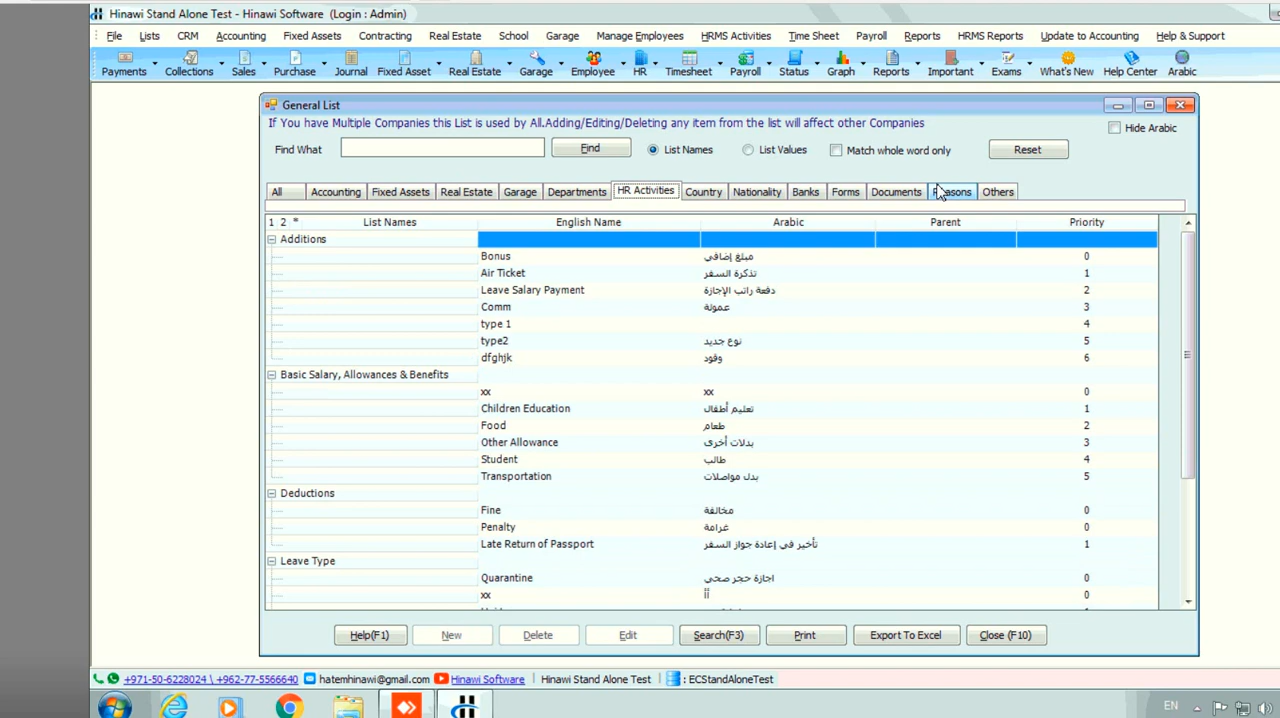 Hinawi Stand Alone Test - Hinawi Software (Login : Admin)
File Lists CRM Accounting Fixed Assets Contracting Real Estate School Garage Manage Employees HRMS Activities Time Sheet Payroll Reports HRMS Reports Update to Accounting Help & Support
Payments Collections Sales Purchase Journal Fixed Asset Real Estate Garage Employee HR Timesheet Payroll Status Graph Reports Important Exams What's New Help Center Arabic
General List
If You have Multiple Companies this List is used by All.Adding/Editing/Deleting any item from the list will affect other Companies
Hide Arabic
Find What Find List Names List Values Match whole word only Reset
All Accounting Fixed Assets Real Estate Garage Departments HR Activities Country Nationality Banks Forms Documents Reasons Others
1 2 * List Names English Name Arabic Parent Priority
Additions
Bonus مبلغ إضافي 0
Air Ticket تذكرة السفر 1
Leave Salary Payment دفعة راتب الإجازة 2
Comm عمولة 3
type 1 4
type2 نوع جديد 5
dfghjk وقود 6
Basic Salary, Allowances & Benefits
xx xx 0
Children Education تعليم أطفال 1
Food طعام 2
Other Allowance بدلات أخرى 3
Student طالب 4
Transportation بدل مواصلات 5
Deductions
Fine مخالفة 0
Penalty غرامة 0
Late Return of Passport تأخير في إعادة جواز السفر 1
Leave Type
Quarantine اجازة حجر صحي 0
xx 0
Help(F1) New Delete Edit Search(F3) Print Export To Excel Close (F10)
+971-50-6228024 \ +962-77-5566640 hatemhinawi@gmail.com Hinawi Software Hinawi Stand Alone Test : ECStandAloneTest
EN